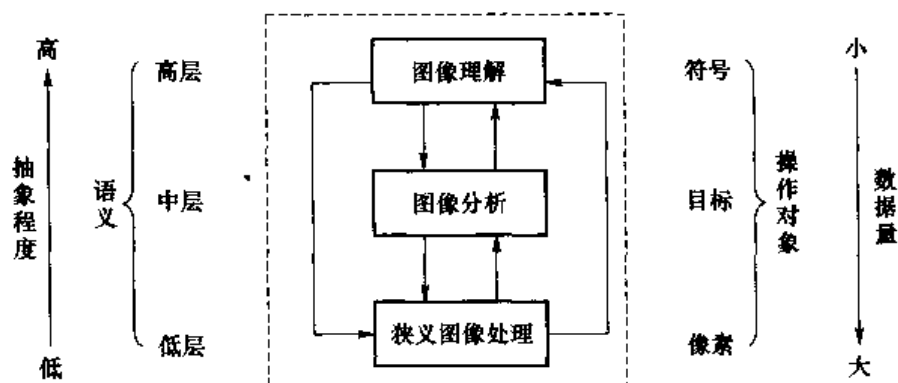 高
小
高层
图像理解
符号
抽象程度
语义
中层
图像分析
目标
操作对象
数据量
低层
狭义图像处理
像素
低
大